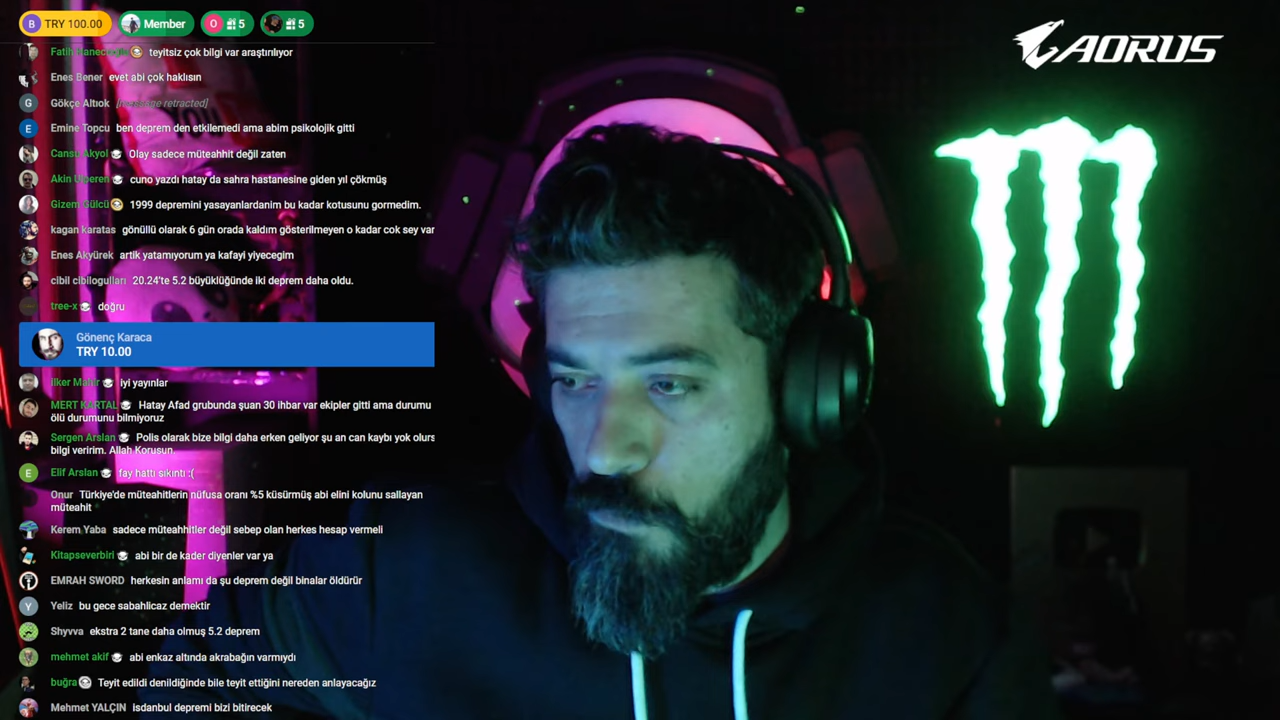 B TRY 100.00 Member O 5 5
AORUS
Fatih Hanecioğlu teyitsiz çok bilgi var araştırılıyor
Enes Bener evet abi çok haklısın
G Gökçe Altıok [message retracted]
E Emine Topcu ben deprem den etkilemedi ama abim psikolojik gitti
Cansu Akyol Olay sadece müteahhit değil zaten
Akin cuno yazdı hatay da sahra hastanesine giden yıl çökmüş
Gizem Gülcü 1999 depremini yasayanlardanim bu kadar kotusunu gormedim.
kagan karatas gönüllü olarak 6 gün orada kaldım gösterilmeyen o kadar cok sey var
Enes Akyürek artik yatamıyorum ya kafayi yiyecegim
cibil cibilogulları 20.24'te 5.2 büyüklüğünde iki deprem daha oldu.
tree-x doğru
Gönenç Karaca
TRY 10.00
İlker Mahir iyi yayınlar
MERT KARTAL Hatay Afad grubunda şuan 30 ihbar var ekipler gitti ama durumu
ölü durumunu bilmiyoruz
Sergen Arslan Polis olarak bize bilgi daha erken geliyor şu an can kaybı yok olurs
bilgi veririm. Allah Korusun.
E Elif Arslan fay hattı sıkıntı :(
Onur Türkiye'de müteahitlerin nüfusa oranı %5 küsürmüş abi elini kolunu sallayan
müteahit
Kerem Yaba sadece müteahhitler değil sebep olan herkes hesap vermeli
Kitapseverbiri abi bir de kader diyenler var ya
EMRAH SWORD herkesin anlamı da şu deprem değil binalar öldürür
Y Yeliz bu gece sabahlicaz demektir
Shyvva ekstra 2 tane daha olmuş 5.2 deprem
mehmet akif abi enkaz altında akrabağın varmıydı
buğra Teyit edildi denildiğinde bile teyit ettiğini nereden anlayacağız
Mehmet YALÇIN isdanbul depremi bizi bitirecek